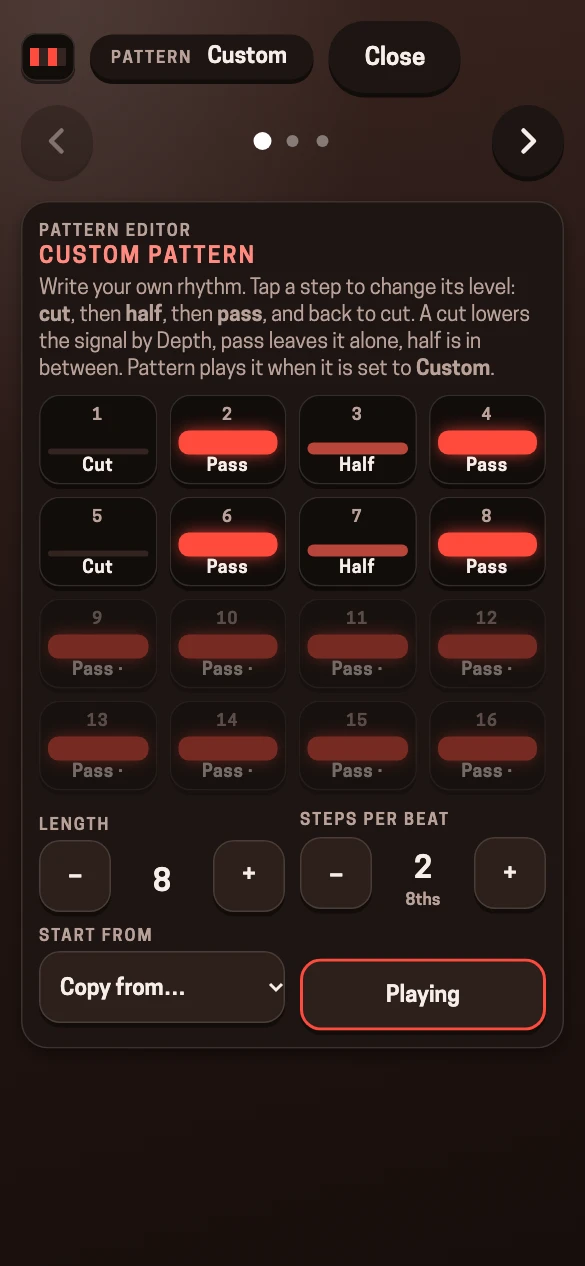 PATTERN Custom Close
PATTERN EDITOR
CUSTOM PATTERN
Write your own rhythm. Tap a step to change its level:
cut, then half, then pass, and back to cut. A cut lowers
the signal by Depth, pass leaves it alone, half is in
between. Pattern plays it when it is set to Custom.
1 2 3 4
Cut Pass Half Pass
5 6 7 8
Cut Pass Half Pass
9 10 11 12
Pass · Pass · Pass · Pass ·
13 14 15 16
Pass · Pass · Pass · Pass ·
LENGTH STEPS PER BEAT
− 8 + − 2 +
8ths
START FROM
Copy from... Playing